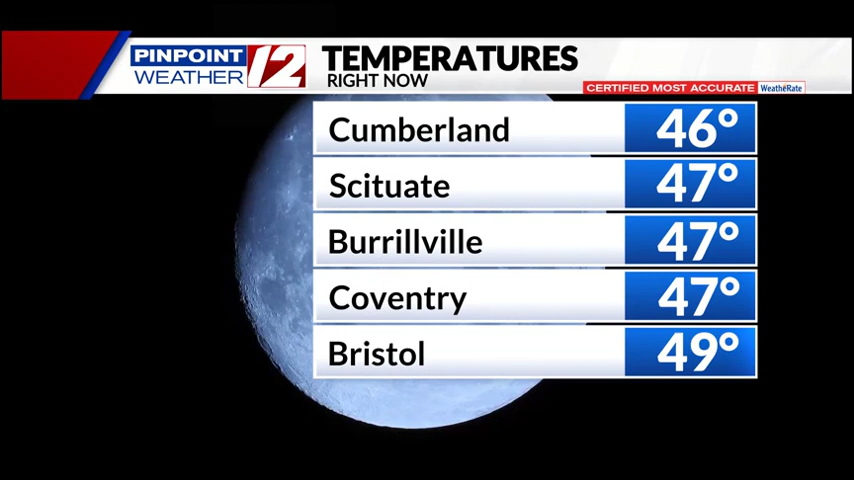 PINPOINT
WEATHER
12
TEMPERATURES
RIGHT NOW
CERTIFIED MOST ACCURATE
WeatheRate
Cumberland 46°
Scituate 47°
Burrillville 47°
Coventry 47°
Bristol 49°